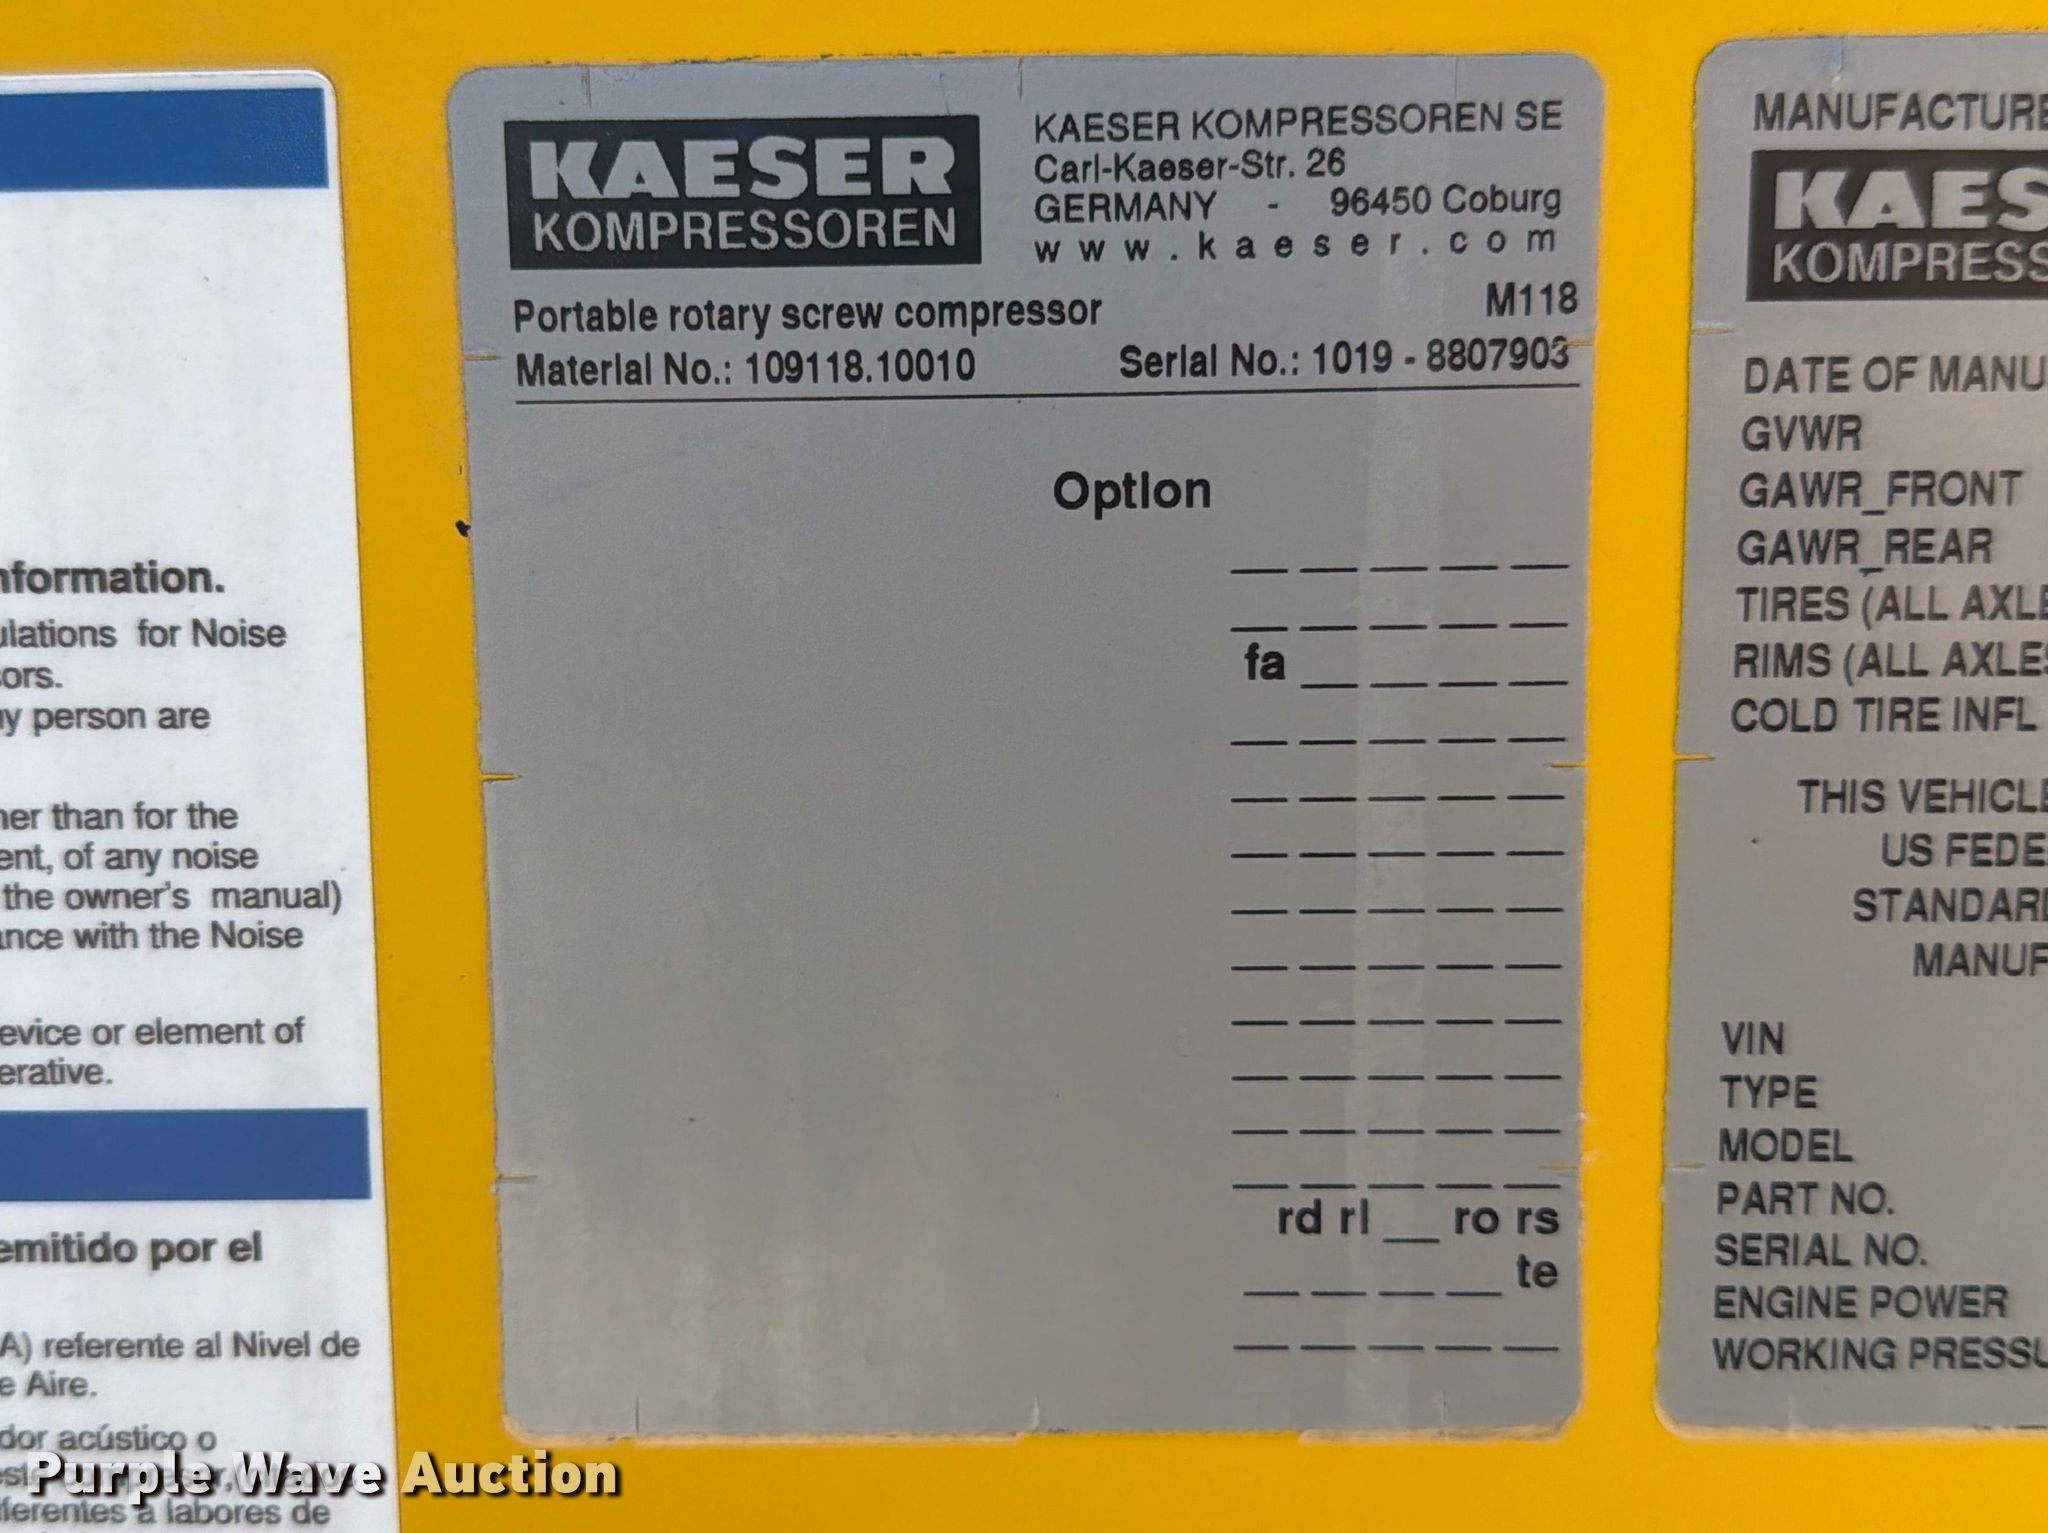 nformation.
ulations for Noise
ors.
y person are
her than for the
ent, of any noise
the owner's manual)
ance with the Noise
evice or element of
erative.
emitido por el
A) referente al Nivel de
e Aire.
dor acústico o
ferentes a labores de
KAESER
KOMPRESSOREN
KAESER KOMPRESSOREN SE
Carl-Kaeser-Str. 26
GERMANY - 96450 Coburg
www.kaeser.com
Portable rotary screw compressor M118
Material No.: 109118.10010 Serial No.: 1019 - 8807903
Option
_ _ _ _ _
_ _ _ _ _
fa _ _ _ _
_ _ _ _ _
_ _ _ _ _
_ _ _ _ _
_ _ _ _ _
_ _ _ _ _
_ _ _ _ _
_ _ _ _ _
_ _ _ _ _
_ _ _ _ _
rd rl _ ro rs
_ _ _ _ te
_ _ _ _ _
MANUFACTURE
KAES
KOMPRESS
DATE OF MANU
GVWR
GAWR_FRONT
GAWR_REAR
TIRES (ALL AXLE
RIMS (ALL AXLES
COLD TIRE INFL
THIS VEHICLE
US FEDE
STANDARD
MANUF
VIN
TYPE
MODEL
PART NO.
SERIAL NO.
ENGINE POWER
WORKING PRESSU
Purple Wave Auction